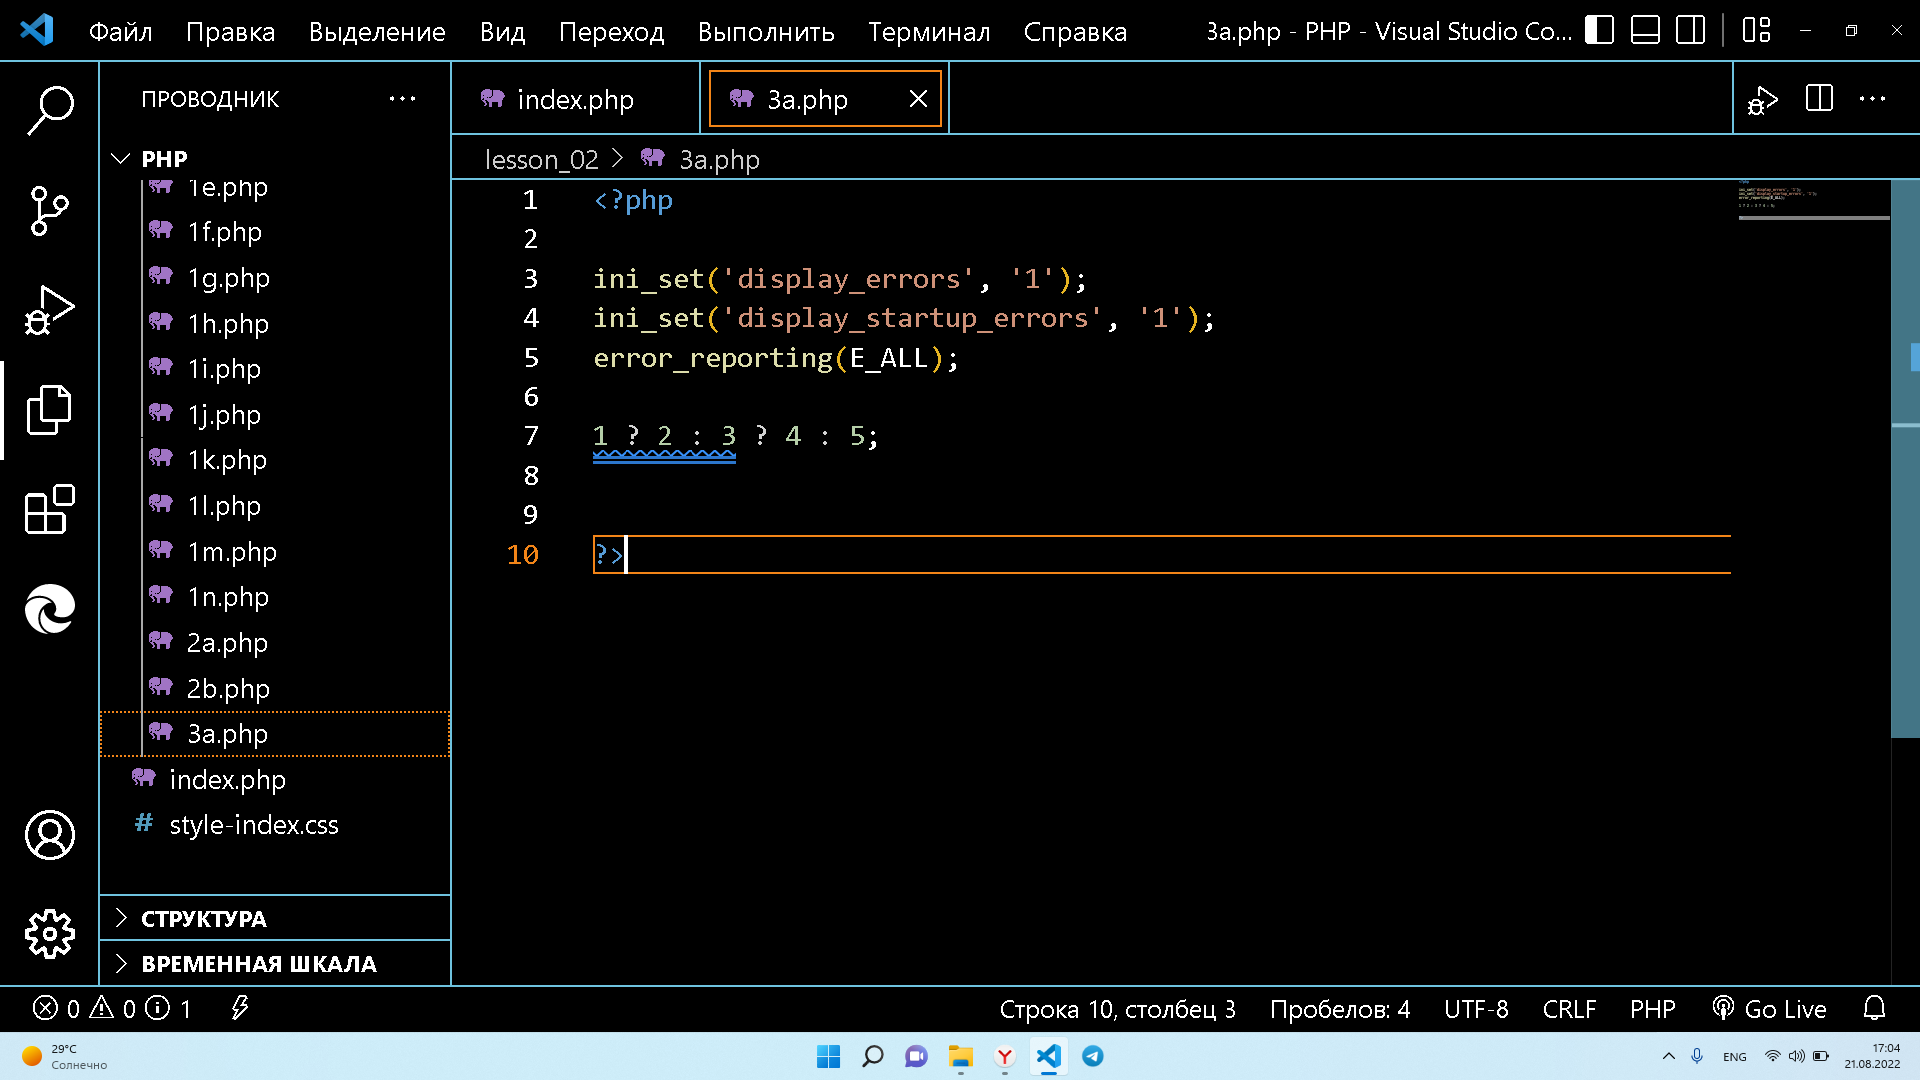 Файл Правка Выделение Вид Переход Выполнить Терминал Справка 3a.php - PHP - Visual Studio Co...
ПРОВОДНИК
PHP
1e.php
1f.php
1g.php
1h.php
1i.php
1j.php
1k.php
1l.php
1m.php
1n.php
2a.php
2b.php
3a.php
index.php
# style-index.css
СТРУКТУРА
ВРЕМЕННАЯ ШКАЛА
index.php 3a.php
lesson_02 > 3a.php
1 <?php
2
3 ini_set('display_errors', '1');
4 ini_set('display_startup_errors', '1');
5 error_reporting(E_ALL);
6
7 1 ? 2 : 3 ? 4 : 5;
8
9
10 ?>
0 0 1 Строка 10, столбец 3 Пробелов: 4 UTF-8 CRLF PHP Go Live
29°C
Солнечно
ENG
17:04
21.08.2022